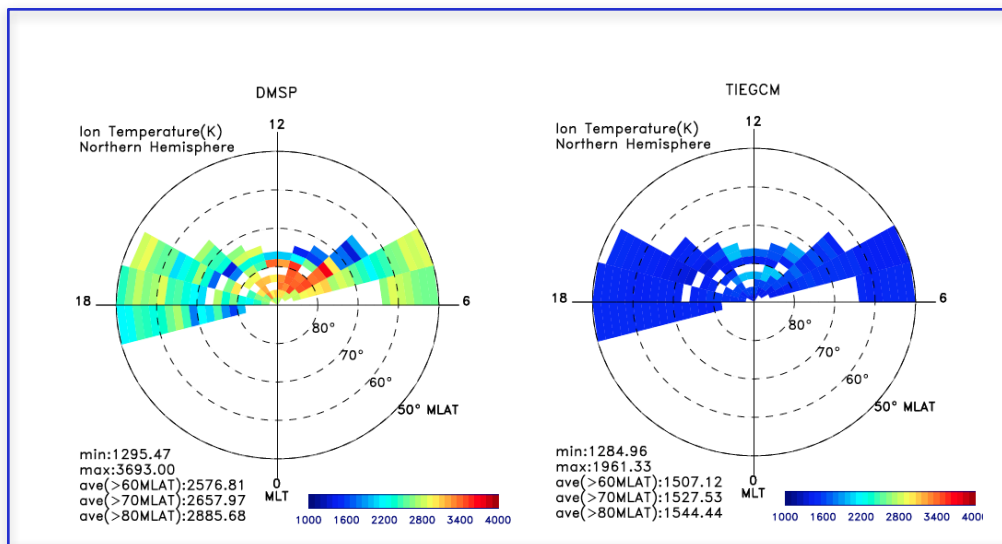 DMSP
12
Ion Temperature(K)
Northern Hemisphere
18
6
80°
70°
60°
50° MLAT
0
MLT
min:1295.47
max:3693.00
ave(>60MLAT):2576.81
ave(>70MLAT):2657.97
ave(>80MLAT):2885.68
1000 1600 2200 2800 3400 4000
TIEGCM
12
Ion Temperature(K)
Northern Hemisphere
18
6
80°
70°
60°
50° MLAT
0
MLT
min:1284.96
max:1961.33
ave(>60MLAT):1507.12
ave(>70MLAT):1527.53
ave(>80MLAT):1544.44
1000 1600 2200 2800 3400 400